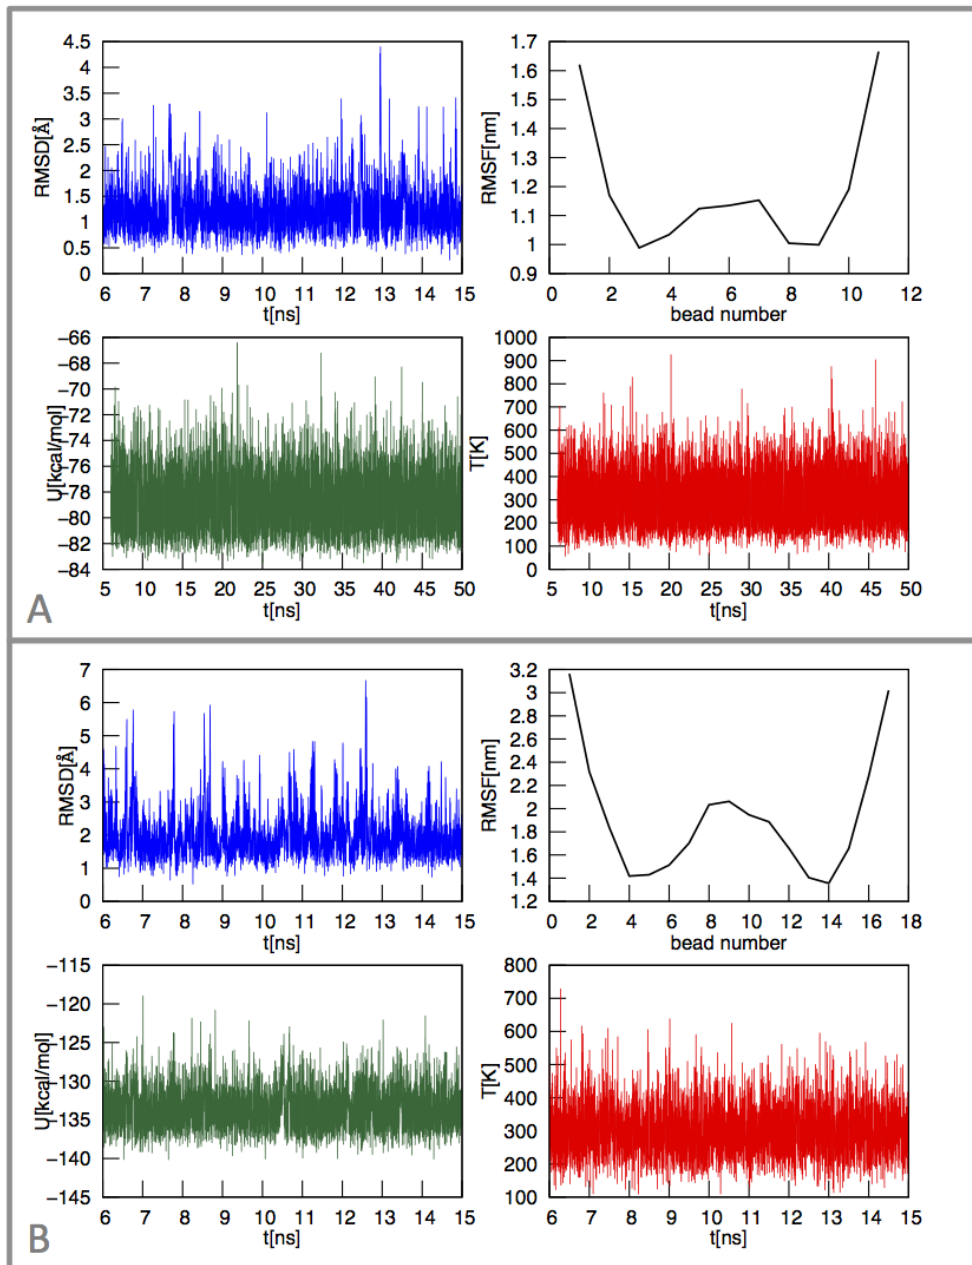 4.5
4
3.5
3
2.5
2
1.5
1
0.5
0
RMSD[Å]
6 7 8 9 10 11 12 13 14 15
t[ns]
1.7
1.6
1.5
1.4
1.3
1.2
1.1
1
0.9
RMSF[nm]
0 2 4 6 8 10 12
bead number
−66
−68
−70
−72
−74
−76
−78
−80
−82
−84
U[kcal/mol]
5 10 15 20 25 30 35 40 45 50
t[ns]
1000
900
800
700
600
500
400
300
200
100
0
T[K]
5 10 15 20 25 30 35 40 45 50
t[ns]
A
7
6
5
4
3
2
1
0
RMSD[Å]
6 7 8 9 10 11 12 13 14 15
t[ns]
3.2
3
2.8
2.6
2.4
2.2
2
1.8
1.6
1.4
1.2
RMSF[nm]
0 2 4 6 8 10 12 14 16 18
bead number
−115
−120
−125
−130
−135
−140
−145
U[kcal/mol]
6 7 8 9 10 11 12 13 14 15
t[ns]
800
700
600
500
400
300
200
100
T[K]
6 7 8 9 10 11 12 13 14 15
t[ns]
B